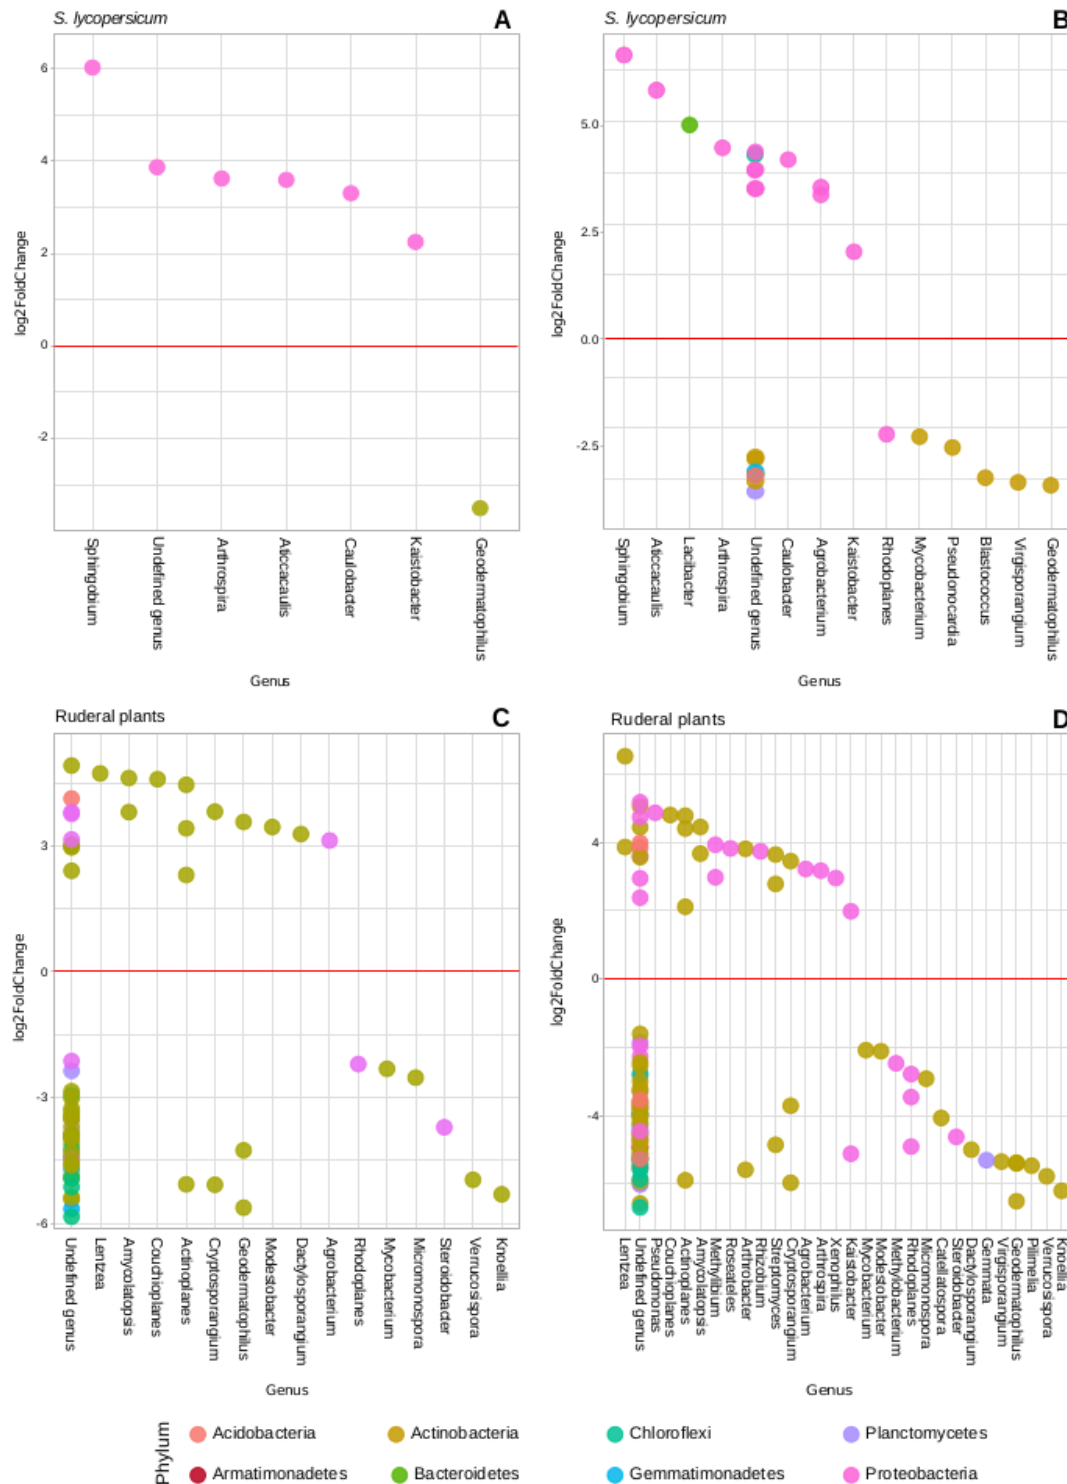 S. lycopersicum
A
log2FoldChange
6
4
2
0
-2
Sphingobium
Undefined genus
Arthrospira
Aticcacaulis
Caulobacter
Kaistobacter
Geodermatophilus
Genus
S. lycopersicum
B
log2FoldChange
5.0
2.5
0.0
-2.5
Sphingobium
Aticcacaulis
Lacibacter
Arthrospira
Undefined genus
Caulobacter
Agrobacterium
Kaistobacter
Rhodoplanes
Mycobacterium
Pseudonocardia
Blastococcus
Virgisporangium
Geodermatophilus
Genus
Ruderal plants
C
log2FoldChange
3
0
-3
-6
Undefined genus
Lentzea
Amycolatopsis
Couchioplanes
Actinoplanes
Cryptosporangium
Geodermatophilus
Modestobacter
Dactylosporangium
Agrobacterium
Rhodoplanes
Mycobacterium
Micromonospora
Steroidobacter
Verrucosispora
Knoellia
Genus
Ruderal plants
D
log2FoldChange
4
0
-4
Lentzea
Undefined genus
Pseudomonas
Couchioplanes
Actinoplanes
Amycolatopsis
Methylibium
Roseateles
Arthrobacter
Rhizobium
Streptomyces
Cryptosporangium
Agrobacterium
Arthrospira
Xenophilus
Kaistobacter
Mycobacterium
Modestobacter
Methylobacterium
Rhodoplanes
Micromonospora
Catellatospora
Steroidobacter
Dactylosporangium
Gemmata
Virgisporangium
Geodermatophilus
Pilimelia
Verrucosispora
Knoellia
Genus
Phylum
Acidobacteria
Actinobacteria
Chloroflexi
Planctomycetes
Armatimonadetes
Bacteroidetes
Gemmatimonadetes
Proteobacteria